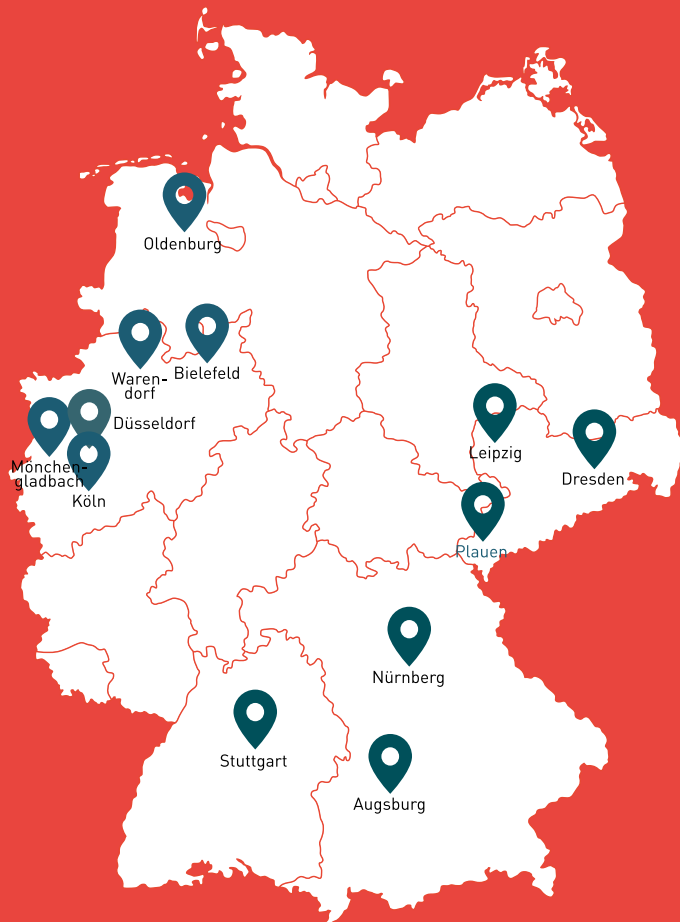 Oldenburg
Bielefeld
Waren-
dorf
Düsseldorf
Mönchen-
gladbach
Köln
Leipzig
Dresden
Plauen
Nürnberg
Stuttgart
Augsburg